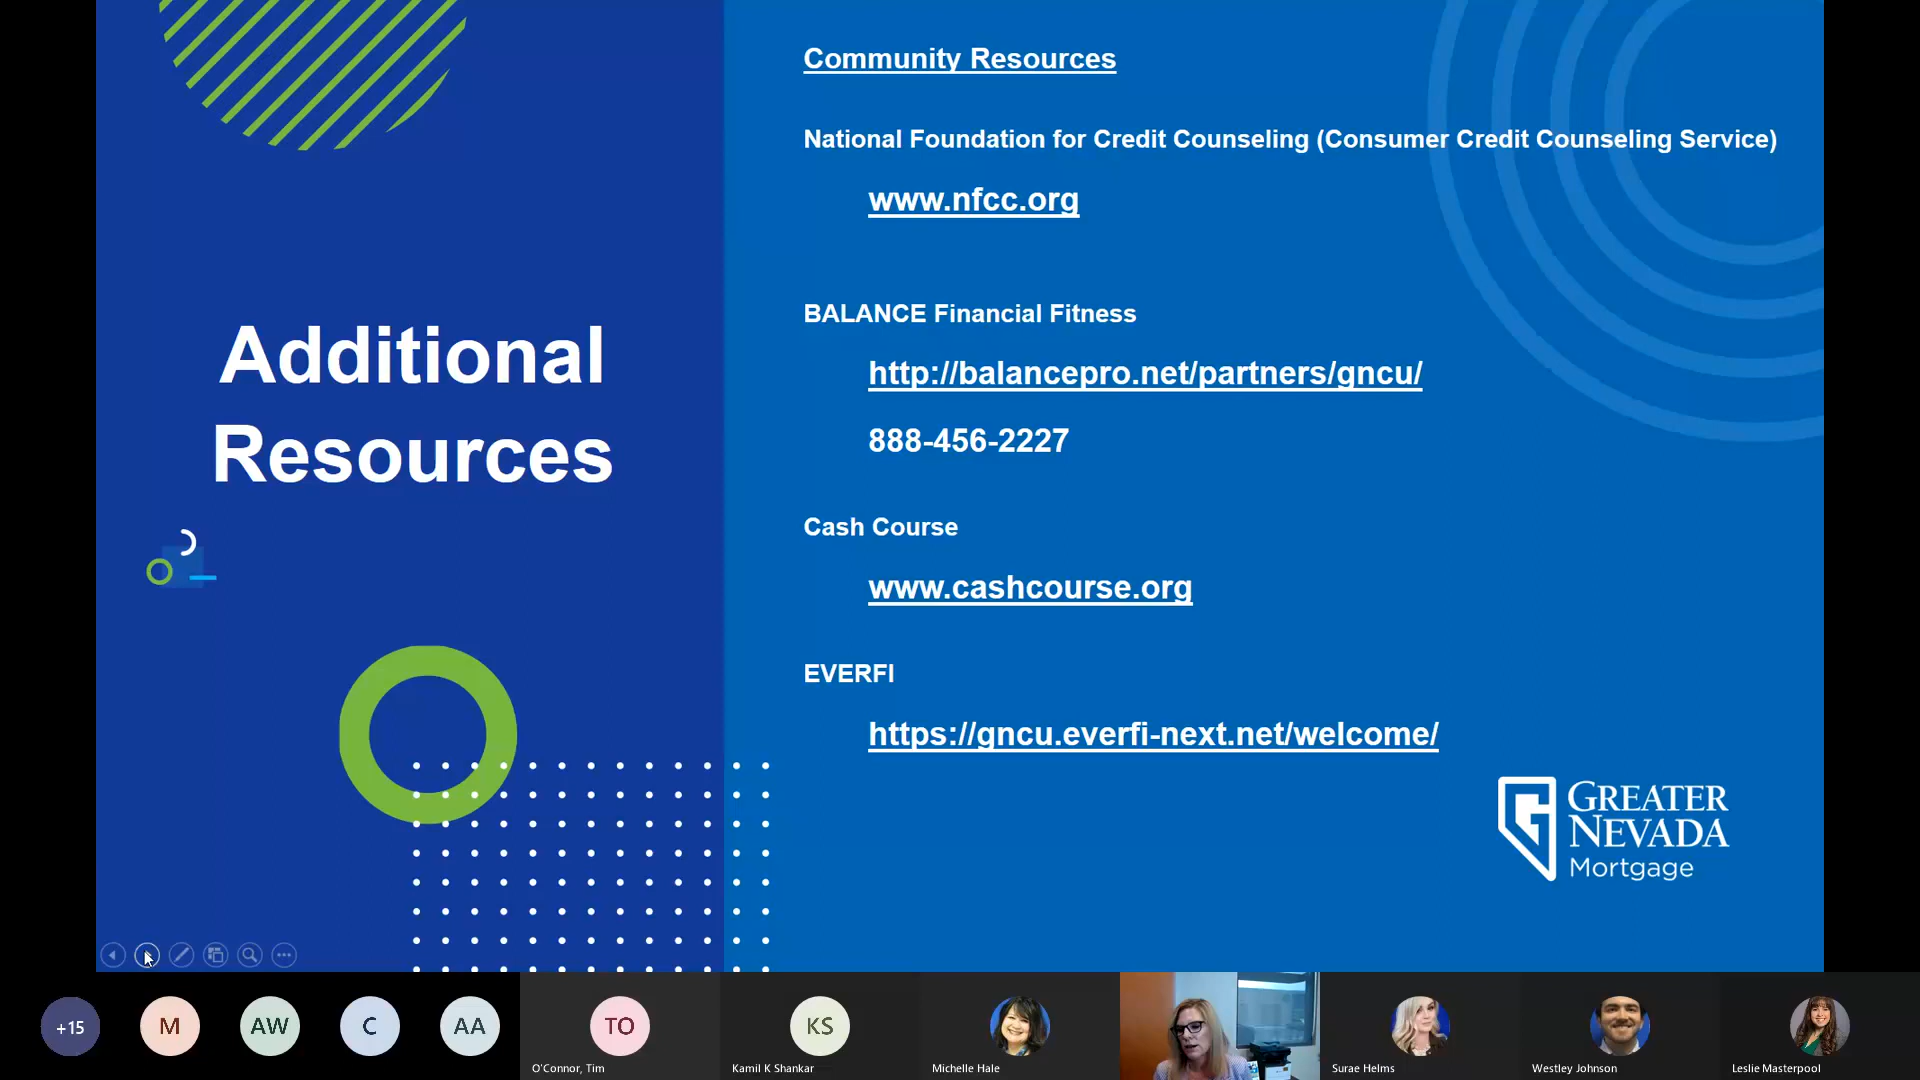 Community Resources
National Foundation for Credit Counseling (Consumer Credit Counseling Service)
www.nfcc.org
BALANCE Financial Fitness
http://balancepro.net/partners/gncu/
888-456-2227
Cash Course
www.cashcourse.org
EVERFI
https://gncu.everfi-next.net/welcome/
Additional
Resources
GREATER
NEVADA
Mortgage
+15
M
AW
C
AA
TO
KS
O'Connor, Tim
Kamil K Shankar
Michelle Hale
Surae Helms
Westley Johnson
Leslie Masterpool